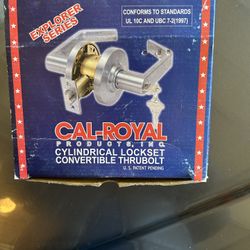 EXPLORER
SERIES
CONFORMS TO STANDARDS
UL 10C AND UBC 7-2(1997)
CAL-ROYAL
PRODUCTS, INC.
CYLINDRICAL LOCKSET
CONVERTIBLE THRUBOLT
U.S. PATENT PENDING